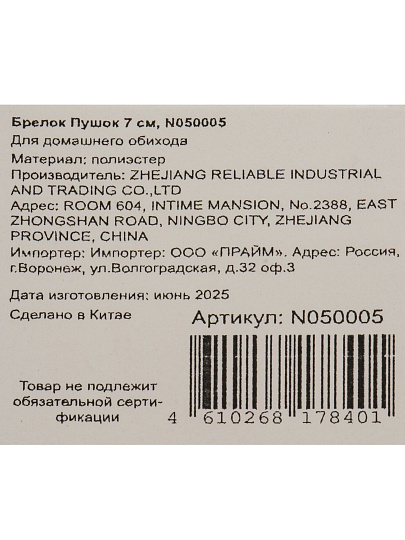 Брелок Пушок 7 см, N050005
Для домашнего обихода
Материал: полиэстер
Производитель: ZHEJIANG RELIABLE INDUSTRIAL
AND TRADING CO.,LTD
Адрес: ROOM 604, INTIME MANSION, No.2388, EAST
ZHONGSHAN ROAD, NINGBO CITY, ZHEJIANG
PROVINCE, CHINA
Импортер: Импортер: ООО «ПРАЙМ». Адрес: Россия,
г.Воронеж, ул.Волгоградская, д.32 оф.3
Дата изготовления: июнь 2025
Сделано в Китае
Артикул: N050005
Товар не подлежит
обязательной серти-
фикации
4 610268 178401